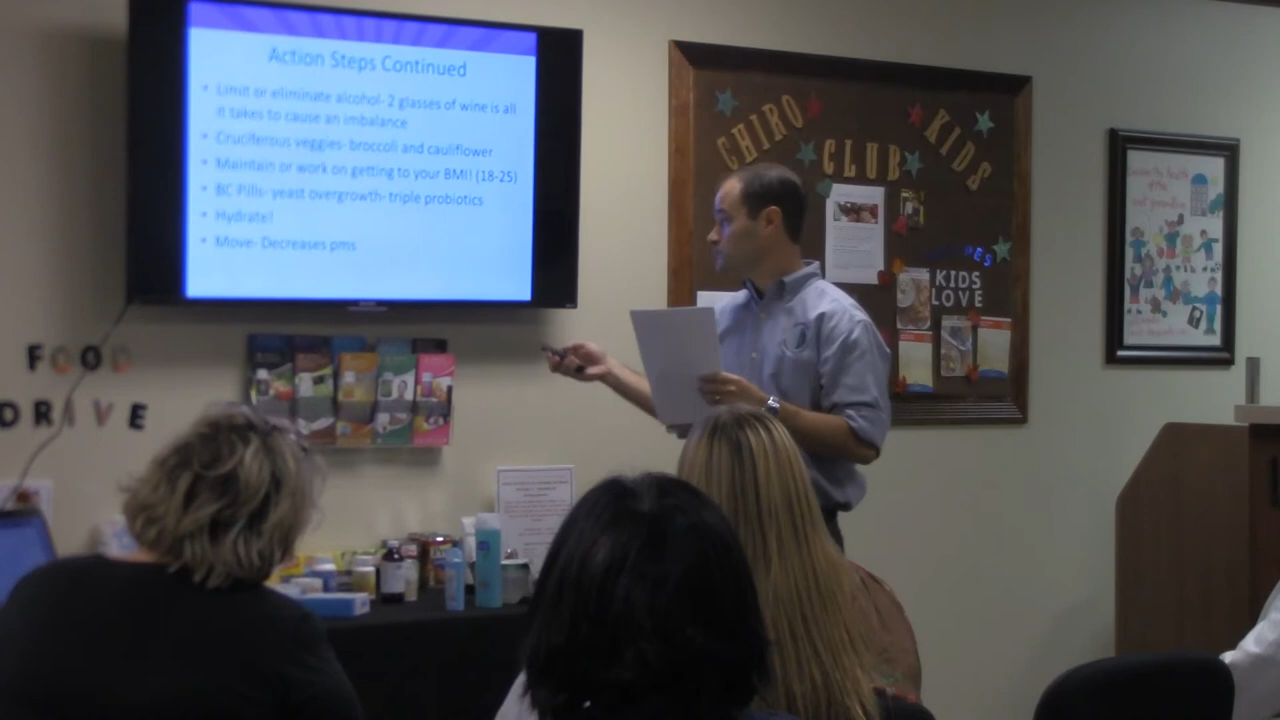 Action Steps Continued
• Limit or eliminate alcohol- 2 glasses of wine is all
it takes to cause an imbalance
• Cruciferous veggies- broccoli and cauliflower
• Maintain or work on getting to your BMI! (18-25)
• BC Pills- yeast overgrowth- triple probiotics
• Hydrate!
• Move- Decreases pms
CHIRO KIDS
CLUB
KIDS
LOVE
FOOD
DRIVE